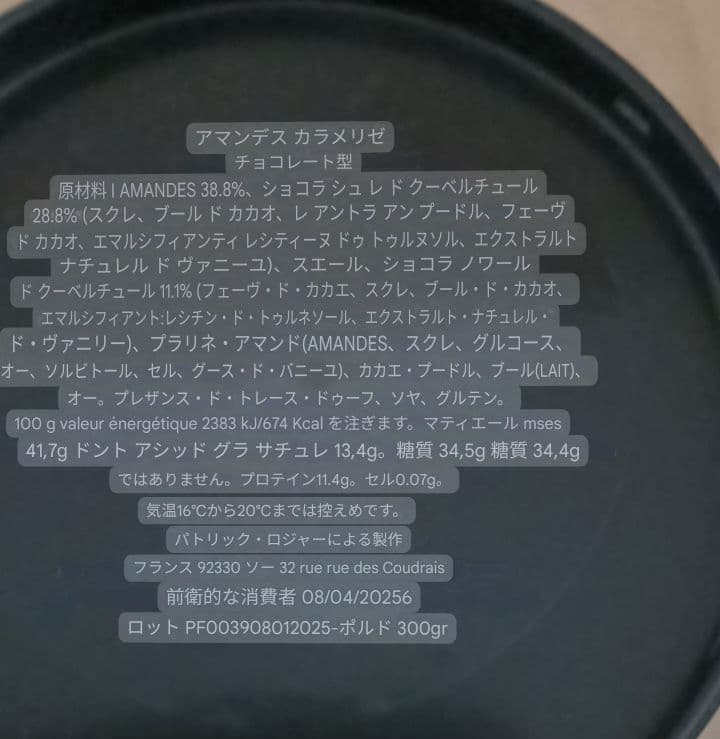 アマンデス カラメリゼ
チョコレート型
原材料 I AMANDES 38.8%、ショコラ シュ レ ド クーベルチュール
28.8% (スクレ、ブール ド カカオ、レ アントラ アン プードル、フェーヴ
ド カカオ、エマルシフィアンティ レシティーヌ ドゥ トゥルヌソル、エクストラルト
ナチュレル ド ヴァニーユ)、スエール、ショコラ ノワール
ド クーベルチュール 11.1% (フェーヴ・ド・カカエ、スクレ、ブール・ド・カカオ、
エマルシフィアント:レシチン・ド・トゥルネソール、エクストラルト・ナチュレル・
ド・ヴァニリー)、プラリネ・アマンド(AMANDES、スクレ、グルコース、
オー、ソルビトール、セル、グース・ド・バニーユ)、カカエ・プードル、ブール(LAIT)、
オー。プレザンス・ド・トレース・ドゥーフ、ソヤ、グルテン。
100 g valeur énergétique 2383 kJ/674 Kcal を注ぎます。マティエール mses
41,7g ドント アシッド グラ サチュレ 13,4g。糖質 34,5g 糖質 34,4g
ではありません。プロテイン11.4g。セル0.07g。
気温16℃から20℃までは控えめです。
パトリック・ロジャーによる製作
フランス 92330 ソー 32 rue rue des Coudrais
前衛的な消費者 08/04/20256
ロット PF003908012025-ポルド 300gr